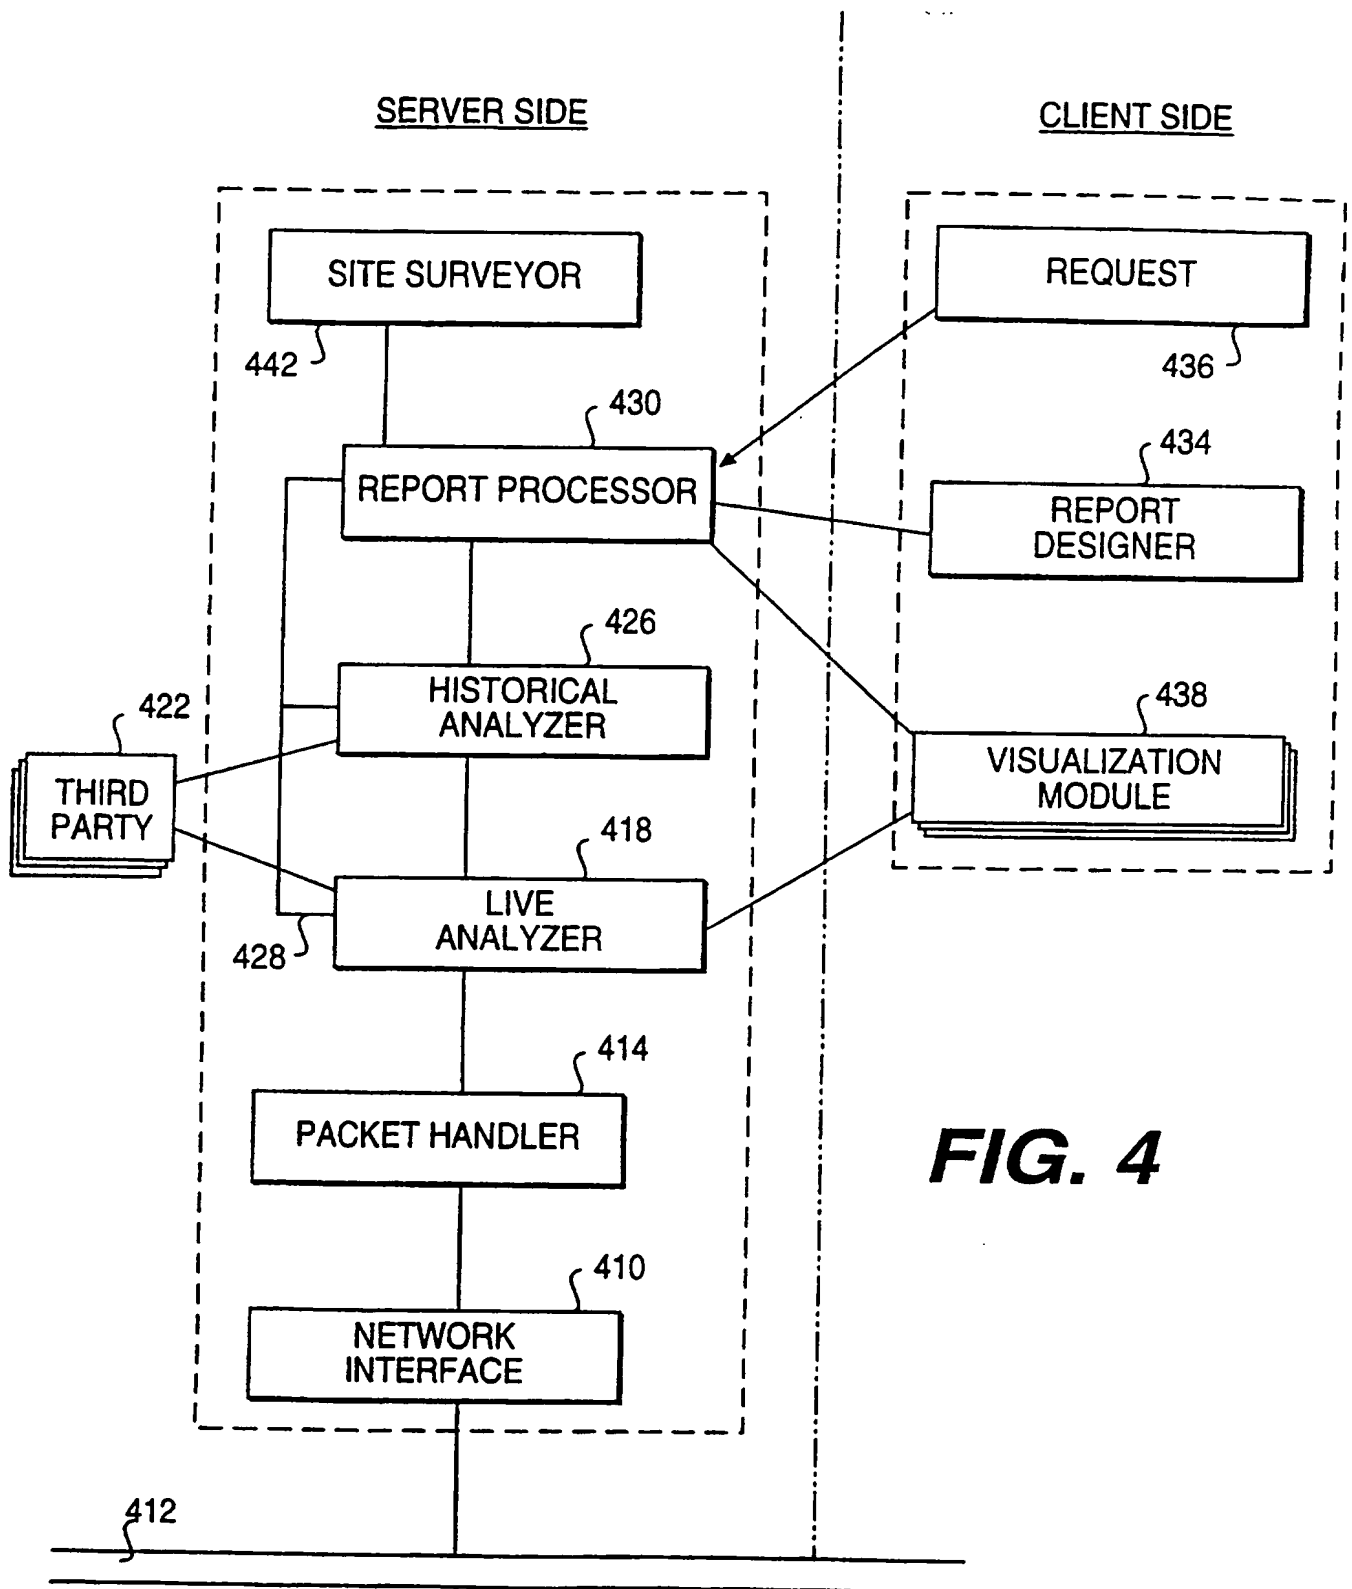 SERVER SIDE
CLIENT SIDE
SITE SURVEYOR
442
REQUEST
436
430
REPORT PROCESSOR
434
REPORT
DESIGNER
426
HISTORICAL
ANALYZER
422
THIRD
PARTY
438
VISUALIZATION
MODULE
418
LIVE
ANALYZER
428
414
PACKET HANDLER
FIG. 4
410
NETWORK
INTERFACE
412